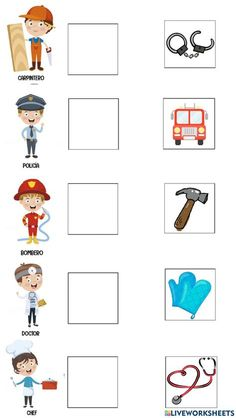 CARPINTERO
POLICIA
BOMBERO
DOCTOR
CHEF
LIVEWORKSHEETS